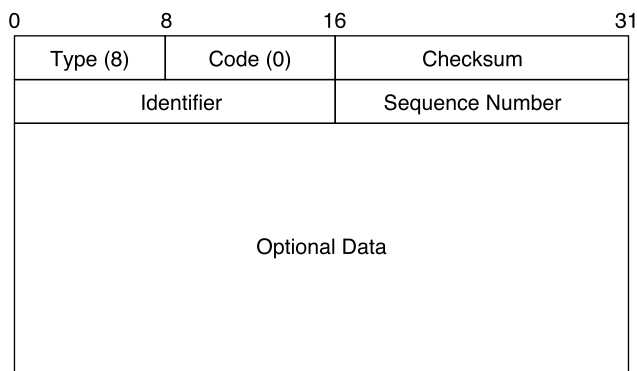 0 8 16 31
Type (8) Code (0) Checksum
Identifier Sequence Number
Optional Data